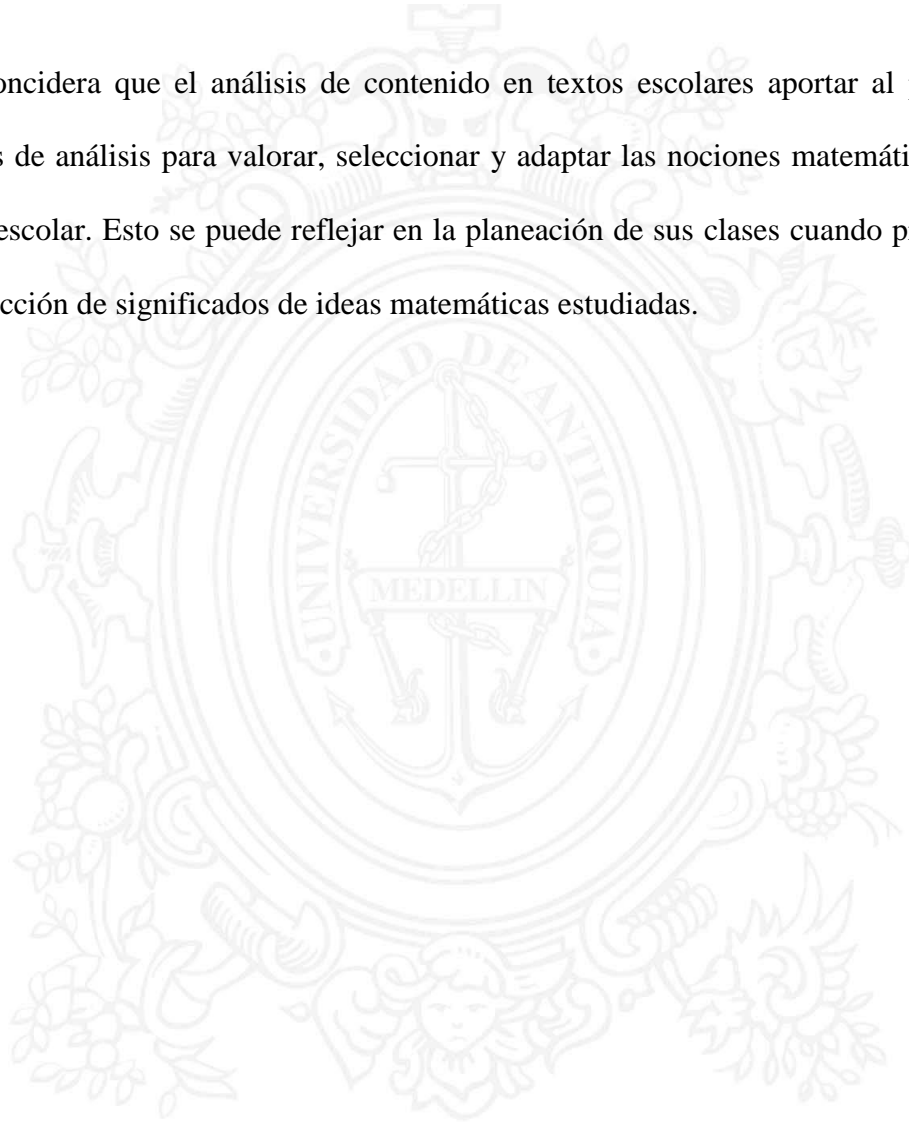 oncidera que el análisis de contenido en textos escolares aportar al
s de análisis para valorar, seleccionar y adaptar las nociones
escolar. Esto se puede reflejar en la planeación de sus clases cuando
cción de significados de ideas matemáticas estudiadas.
UNIVERSIDAD DE ANTIOQUIA
MEDELLIN